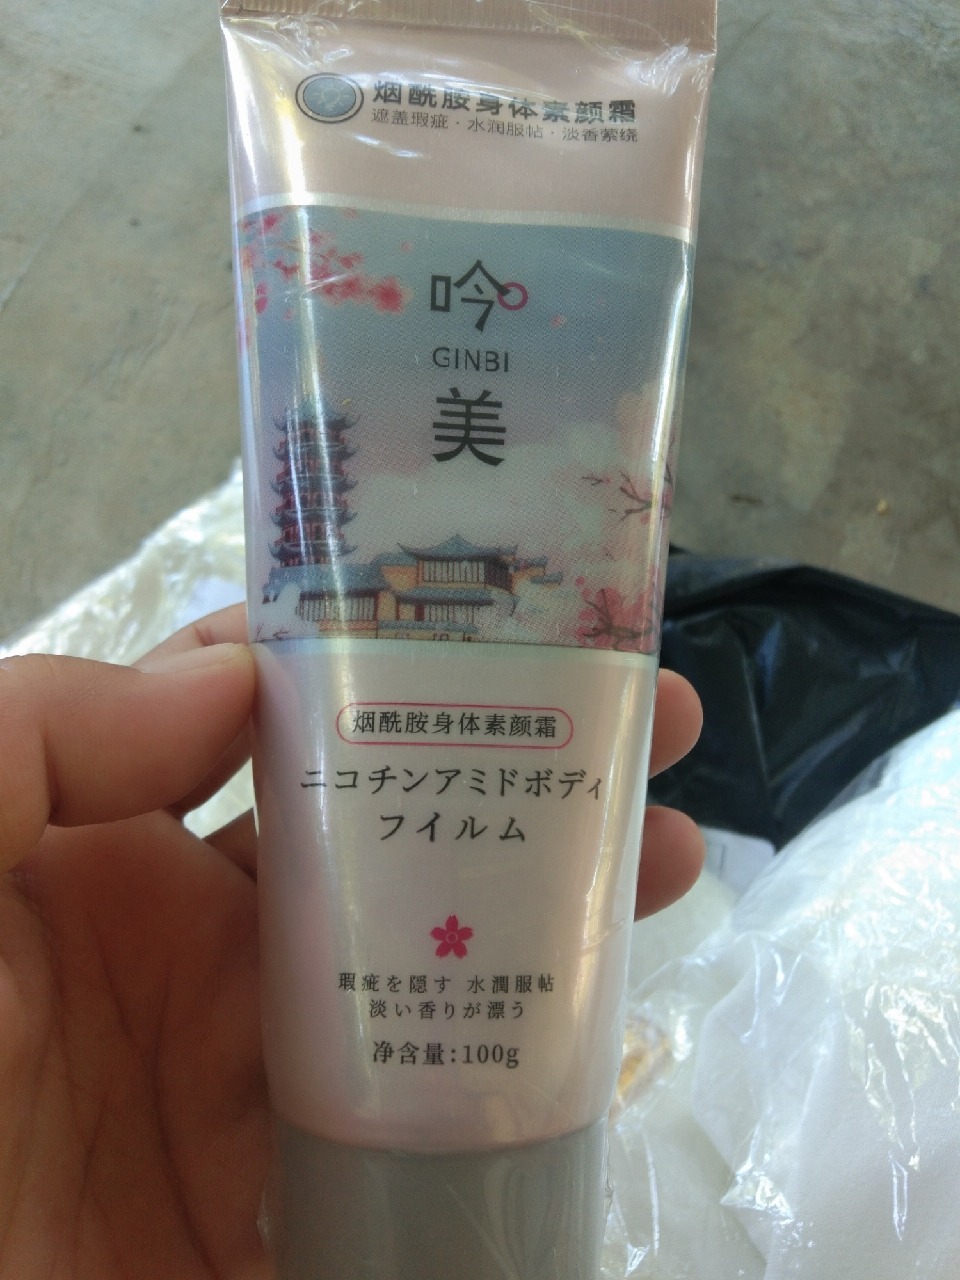 烟酰胺身体素颜霜
遮盖瑕疵·水润服帖·淡香萦绕
吟
GINBI
美
烟酰胺身体素颜霜
ニコチンアミドボディ
フイルム
瑕疵を隠す 水潤服帖
淡い香りが漂う
净含量:100g